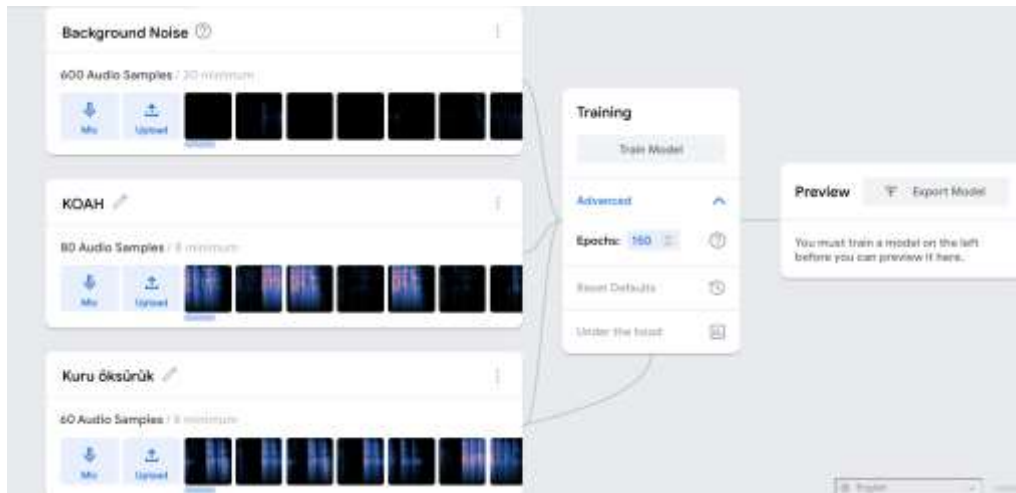 Background Noise
600 Audio Samples / 20 minimum
Mic
Upload
KOAH
80 Audio Samples / 8 minimum
Mic
Upload
Kuru öksürük
60 Audio Samples / 8 minimum
Mic
Upload
Training
Train Model
Advanced
Epochs: 160
Reset Defaults
Under the hood
Preview
Export Model
You must train a model on the left
before you can preview it here.
English